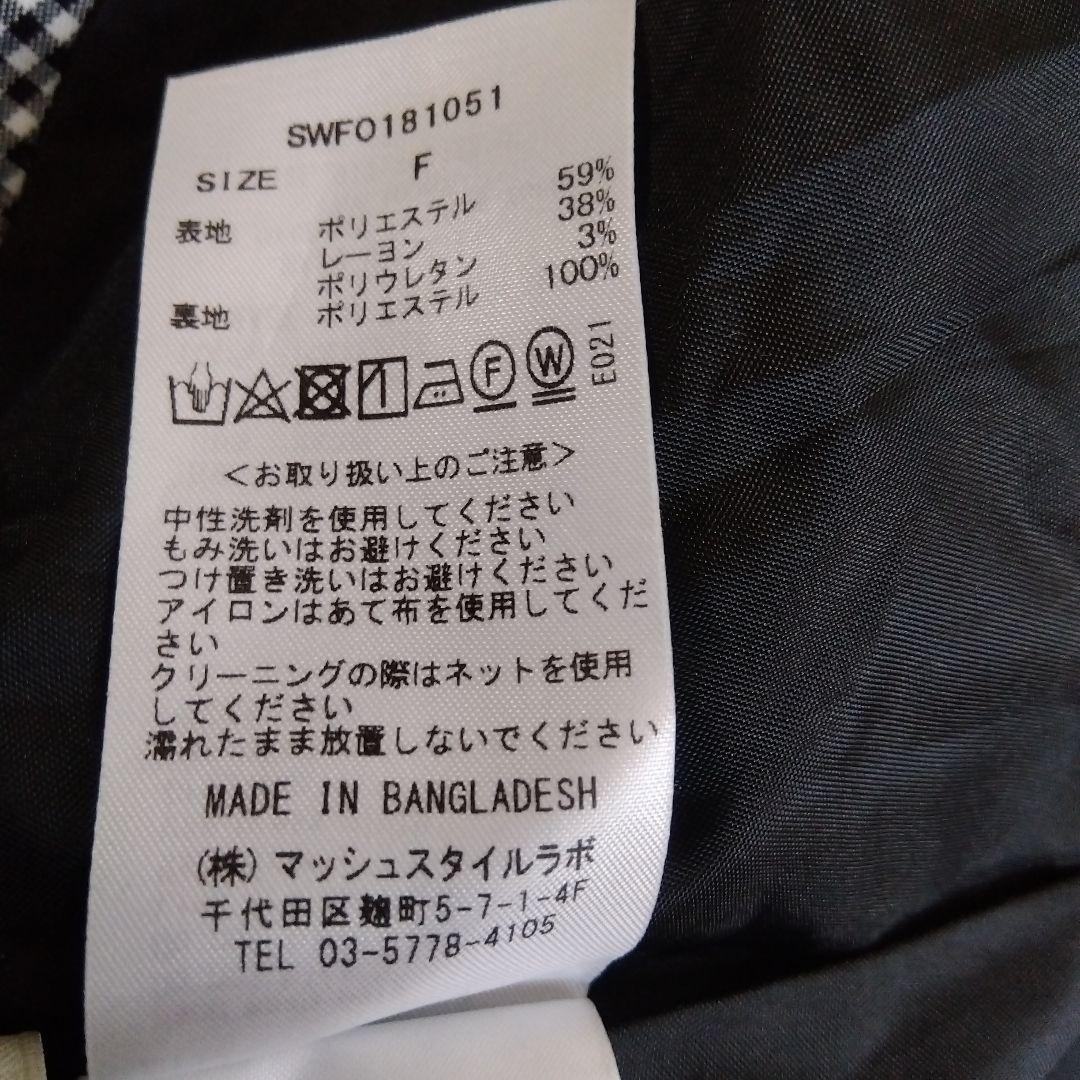 SWFO181051
SIZE F
表地 ポリエステル 59%
レーヨン 38%
ポリウレタン 3%
裏地 ポリエステル 100%
F W E021
<お取り扱い上のご注意>
中性洗剤を使用してください
もみ洗いはお避けください
つけ置き洗いはお避けください
アイロンはあて布を使用してくだ
さい
クリーニングの際はネットを使用
してください
濡れたまま放置しないでください
MADE IN BANGLADESH
(株)マッシュスタイルラボ
千代田区麹町5-7-1-4F
TEL 03-5778-4105